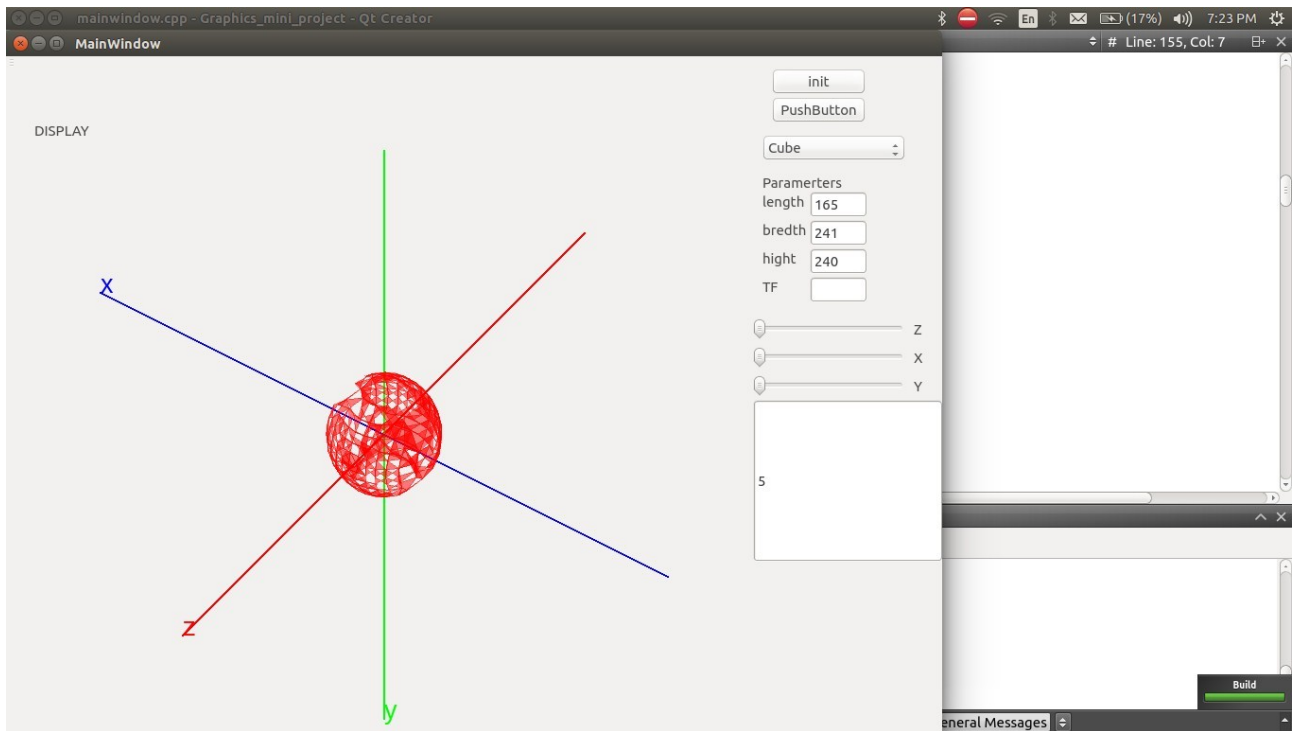 mainwindow.cpp - Graphics_mini_project - Qt Creator
En
(17%)
7:23 PM
MainWindow
# Line: 155, Col: 7
init
PushButton
DISPLAY
Cube
Paramerters
length 165
bredth 241
hight 240
TF
Z
X
Y
x
5
z
y
Build
eneral Messages